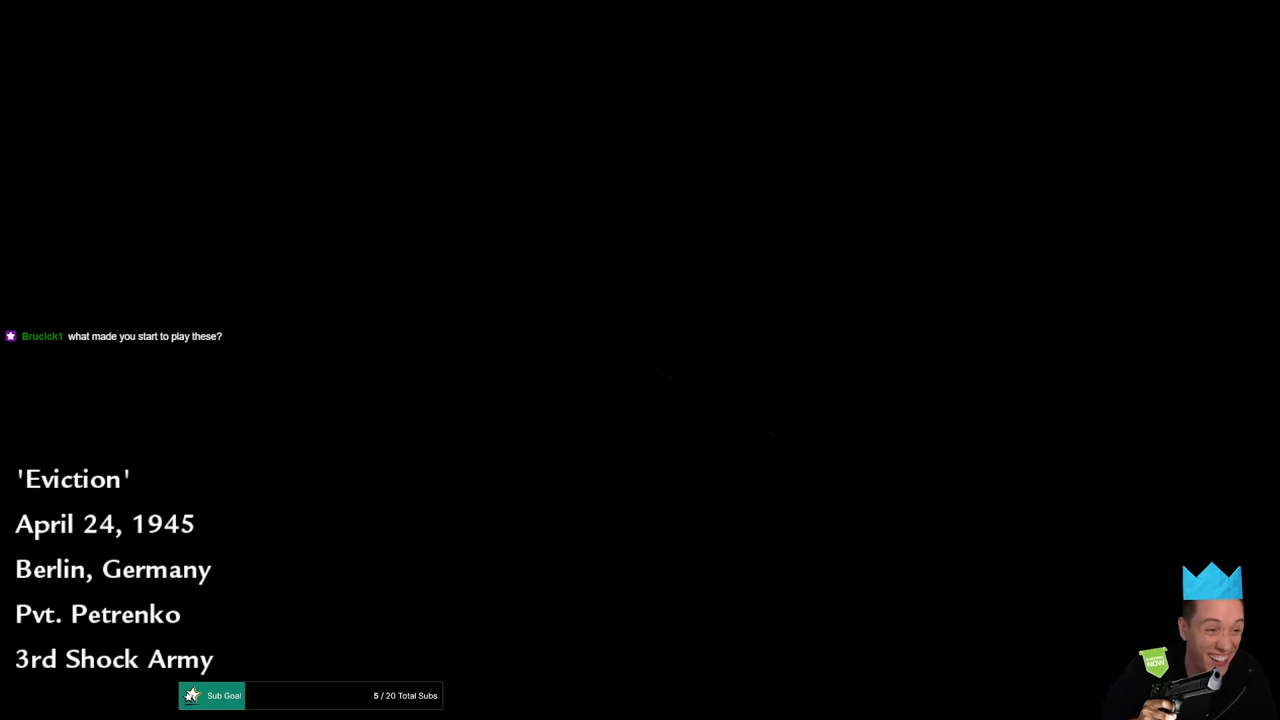 Brucick1 what made you start to play these?
'Eviction'
April 24, 1945
Berlin, Germany
Pvt. Petrenko
3rd Shock Army
Sub Goal 5 / 20 Total Subs
NOW